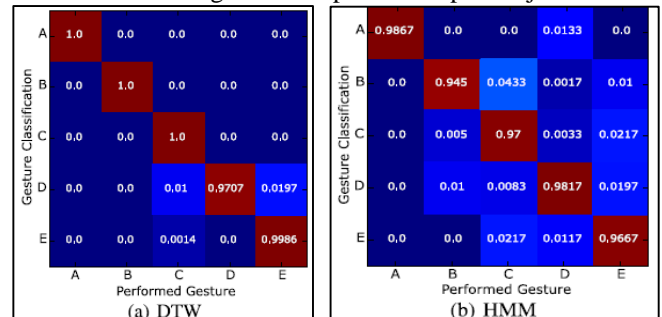 Gesture Classification
A 1.0 0.0 0.0 0.0 0.0
B 0.0 1.0 0.0 0.0 0.0
C 0.0 0.0 1.0 0.0 0.0
D 0.0 0.0 0.01 0.9707 0.0197
E 0.0 0.0 0.0014 0.0 0.9986
A B C D E
Performed Gesture
(a) DTW
Gesture Classification
A 0.9867 0.0 0.0 0.0133 0.0
B 0.0 0.945 0.0433 0.0017 0.01
C 0.0 0.005 0.97 0.0033 0.0217
D 0.0 0.01 0.0083 0.9817 0.0197
E 0.0 0.0 0.0217 0.0117 0.9667
A B C D E
Performed Gesture
(b) HMM